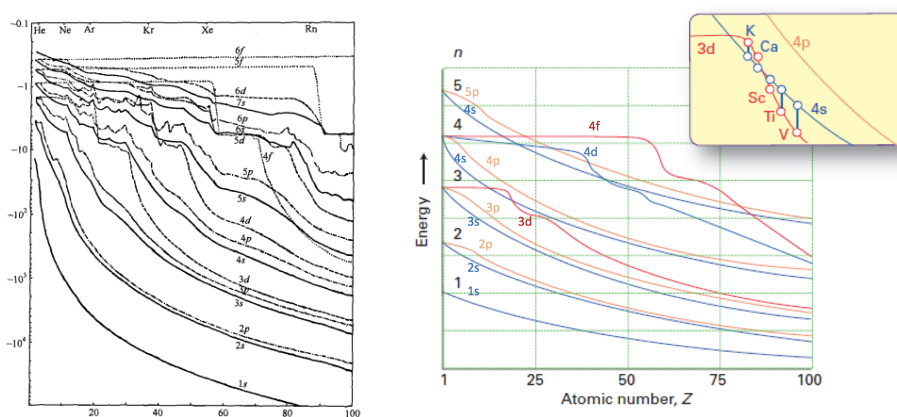 -0.1
He Ne Ar Kr Xe Rn
6f
5f
-1
6d
7s
6p
6s
5d
-10
4f
5p
5s
-10²
4d
4p
4s
3d
3p
3s
-10³
2p
2s
-10⁴
1s
20 40 60 80 100
n
5
5p
4s
4
4f
4d
4p
4s
3
3p
3s
3d
2
2p
2s
1
1s
Energy
1 25 50 75 100
Atomic number, Z
K
4p
3d
Ca
Sc
4s
Ti
V